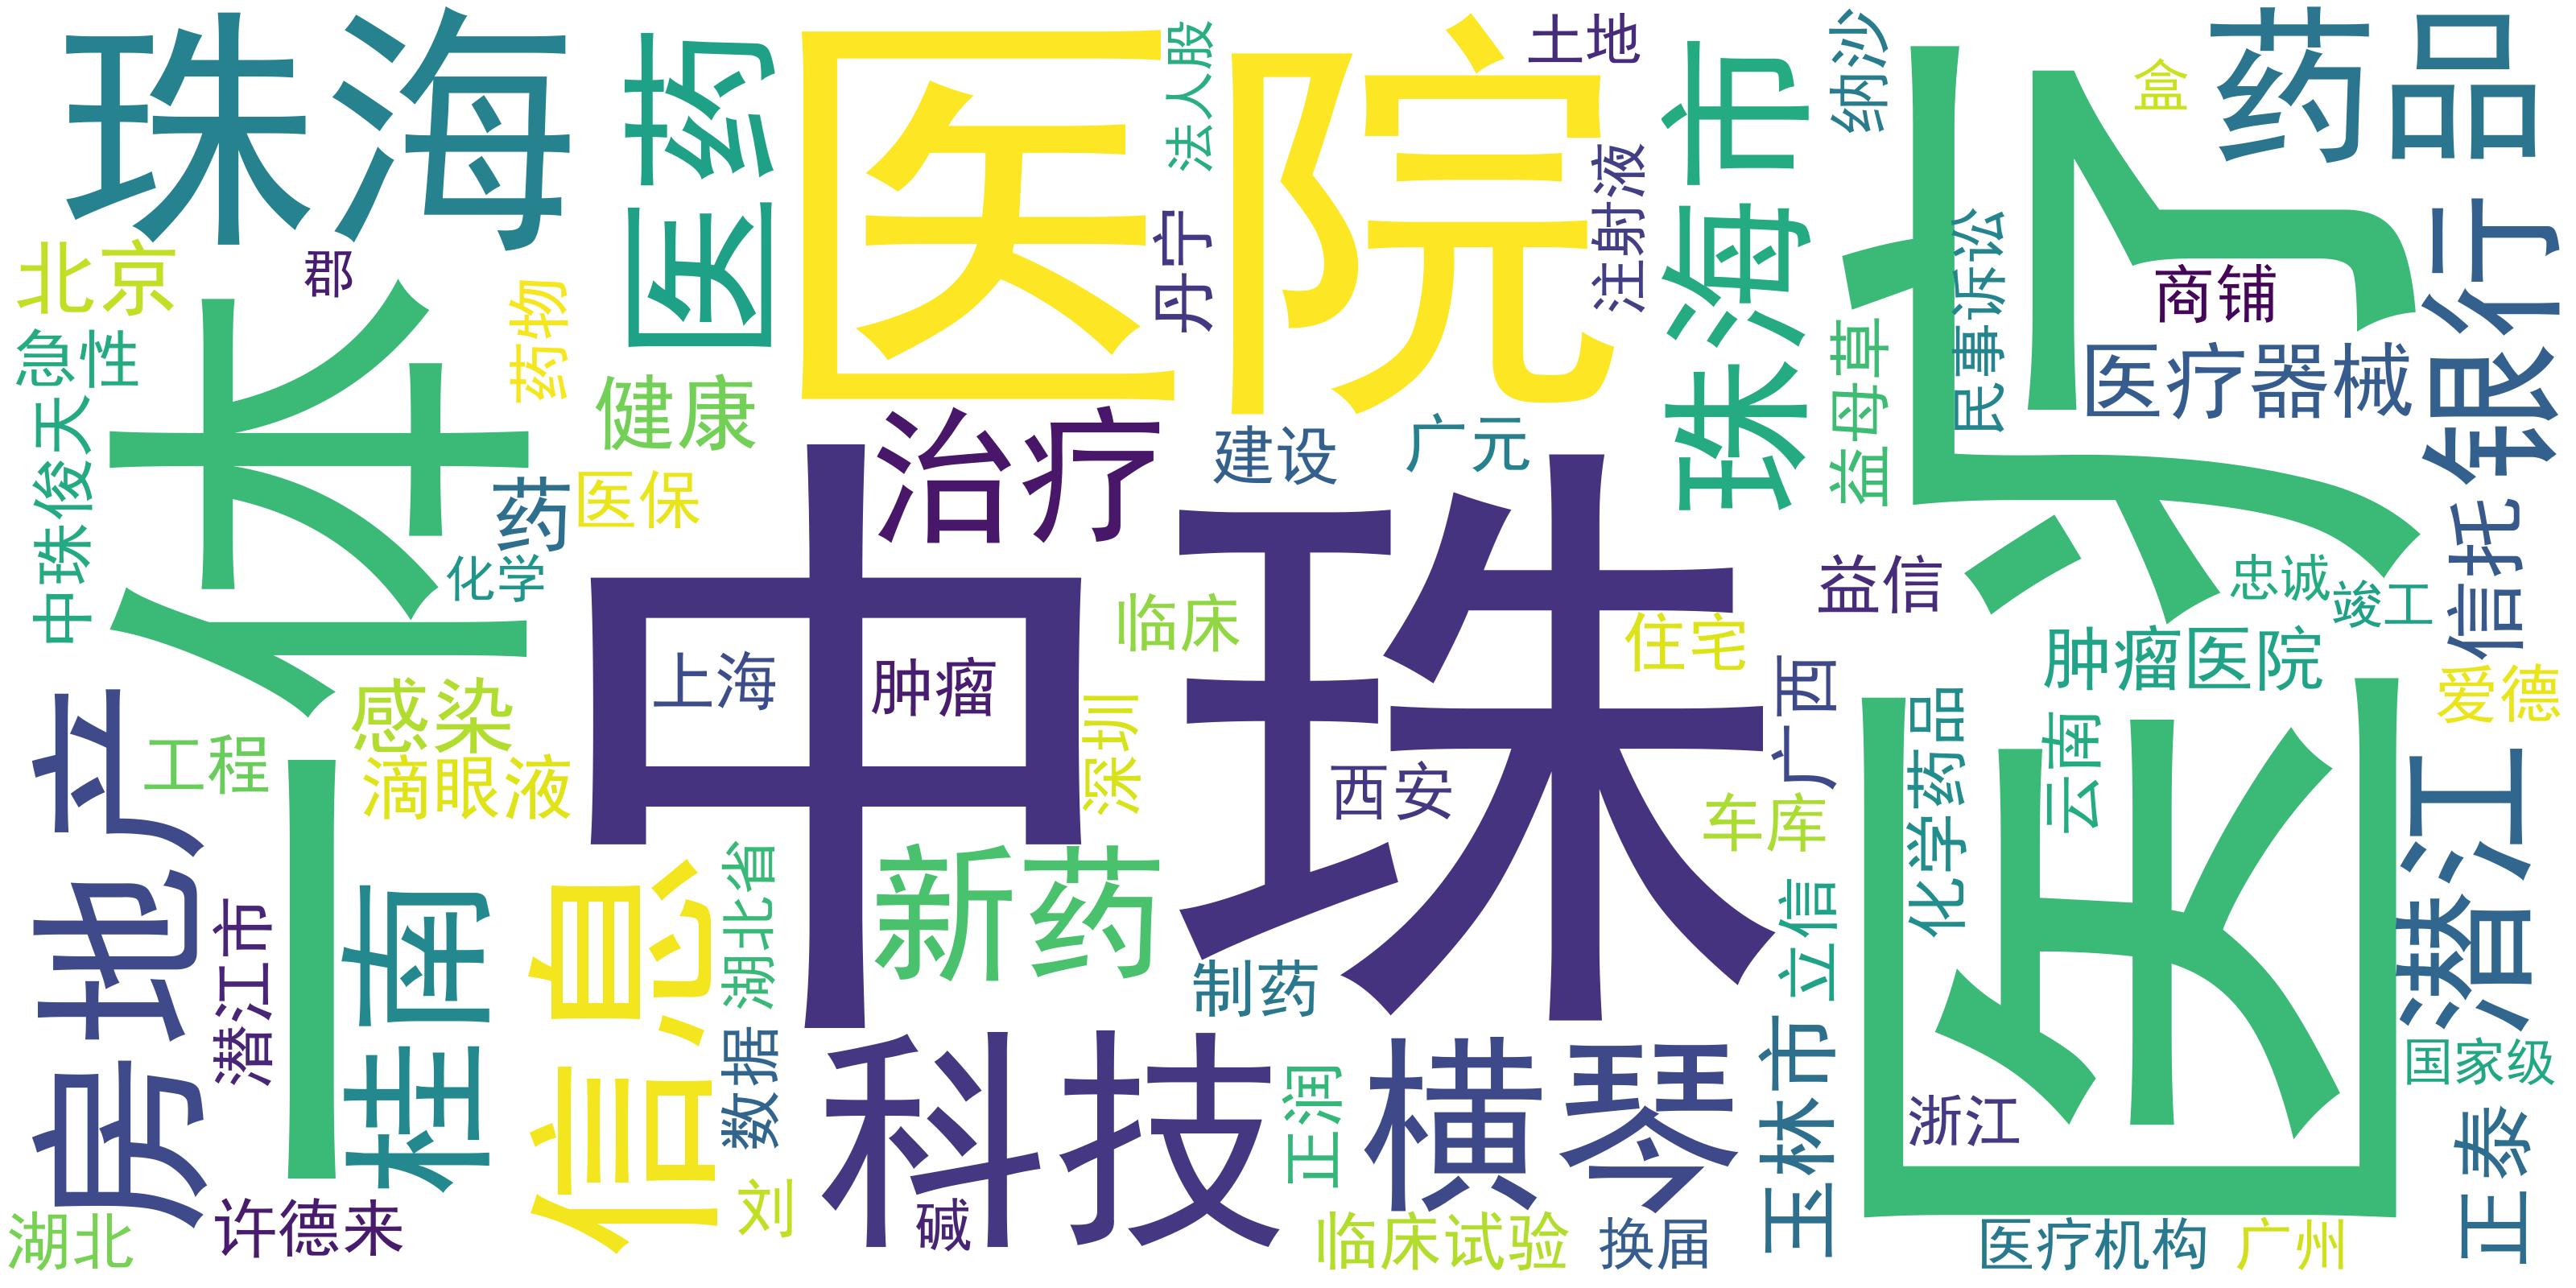 珠海
医药
医院
法人股
土地
珠海市
纳沙
医疗
盒
药品
北京
郡
一体
药物
丹宁
注射液
民事诉讼
商铺
银行
急性
健康
治疗
建设
广元
益母草
医疗器械
中珠俊天
药
医保
化学
中珠
临床
益信
忠诚
竣工
信托
上海
肿瘤
住宅
肿瘤医院
爱德
房地产
感染
工程
滴眼液
深圳
西安
广西
车库
化学药品
云南
潜江
潜江市
桂南
信息
湖北省
新药
制药
立信
国家级
数据
科技
正润
横琴
玉林市
浙江
正泰
湖北
许德来
刘
碱
临床试验
换届
医疗机构
广州